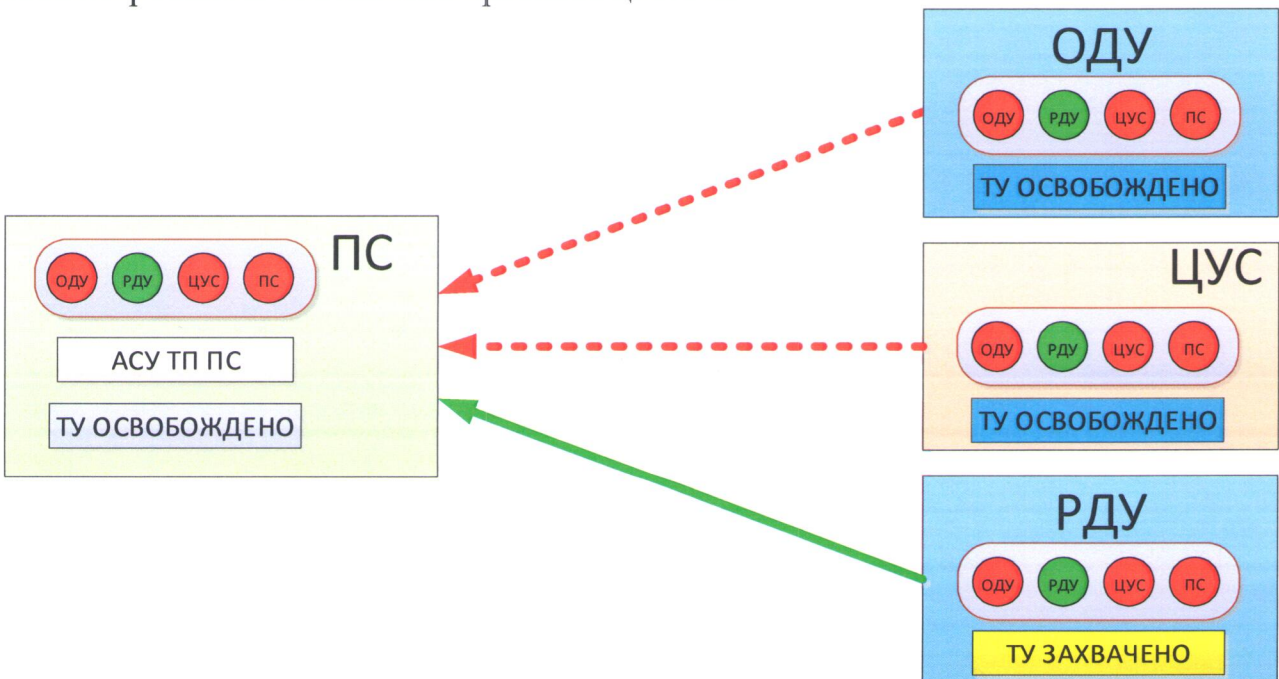 ОДУ
ОДУ РДУ ЦУС ПС
ТУ ОСВОБОЖДЕНО
ПС
ОДУ РДУ ЦУС ПС
АСУ ТП ПС
ТУ ОСВОБОЖДЕНО
ЦУС
ОДУ РДУ ЦУС ПС
ТУ ОСВОБОЖДЕНО
РДУ
ОДУ РДУ ЦУС ПС
ТУ ЗАХВАЧЕНО